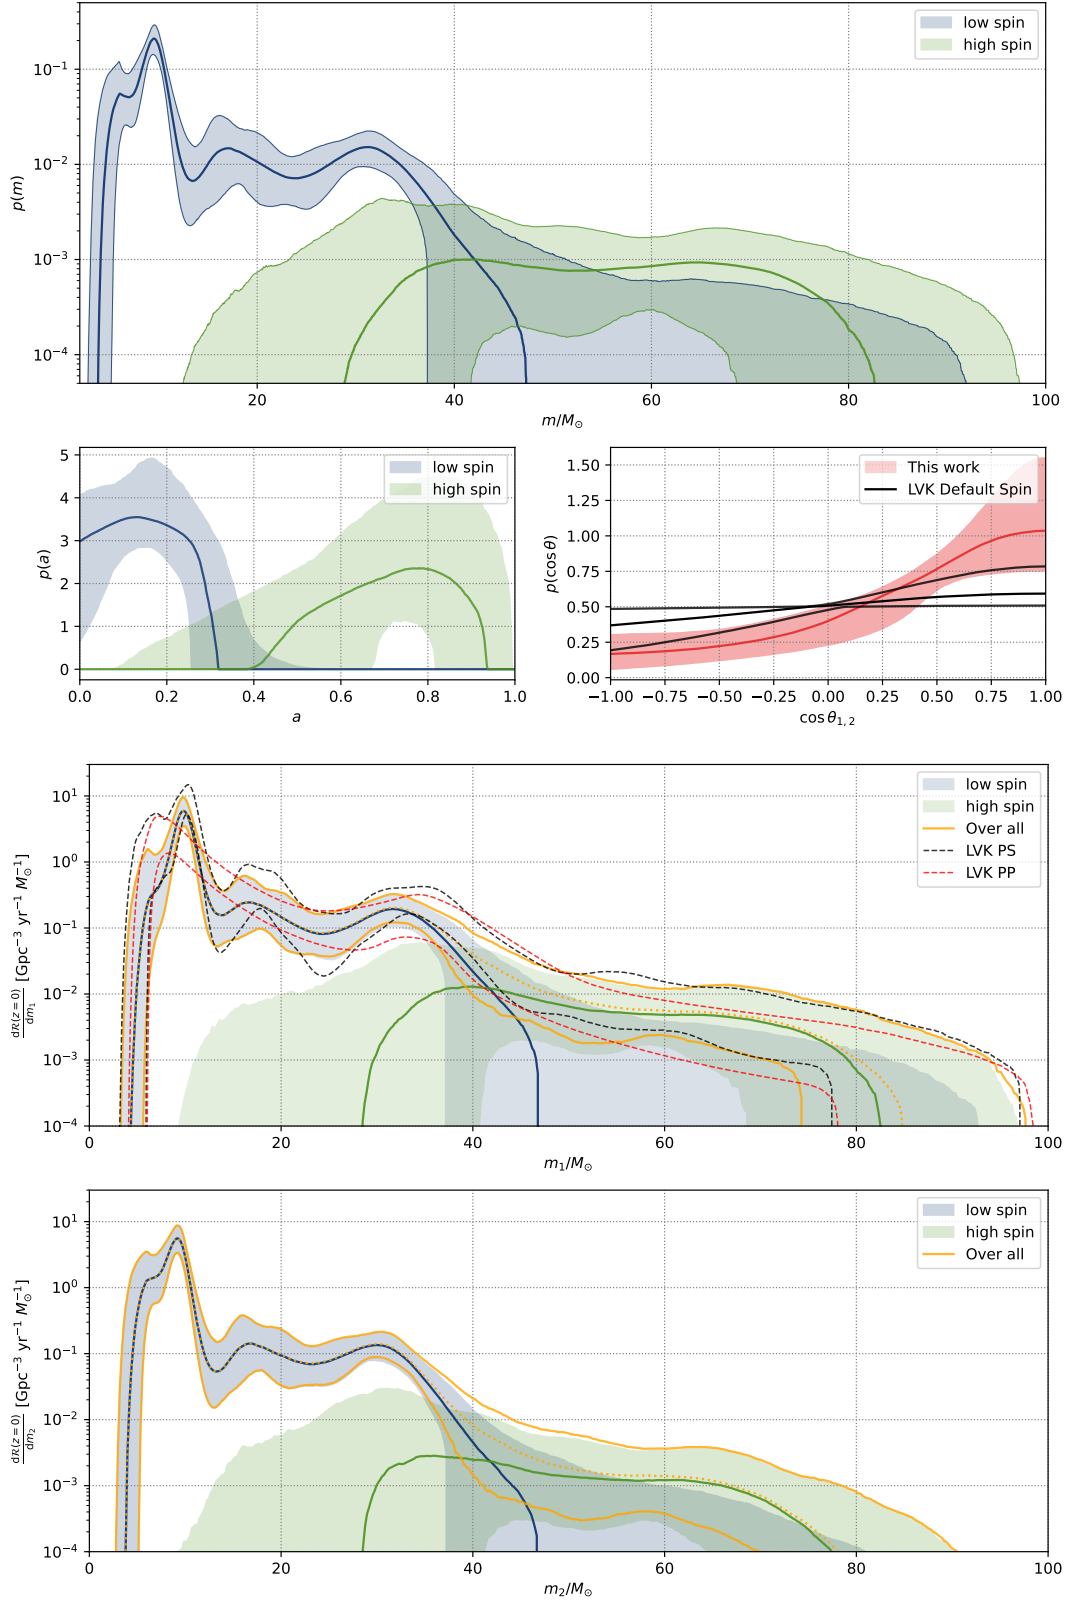 low spin
high spin
10⁻¹
10⁻²
10⁻³
10⁻⁴
p(m)
20 40 60 80 100
m/M⊙
low spin
high spin
5
4
3
2
1
0
p(a)
0.0 0.2 0.4 0.6 0.8 1.0
a
This work
LVK Default Spin
1.50
1.25
1.00
0.75
0.50
0.25
0.00
p(cos θ)
−1.00 −0.75 −0.50 −0.25 0.00 0.25 0.50 0.75 1.00
cos θ₁,₂
low spin
high spin
Over all
LVK PS
LVK PP
10¹
10⁰
10⁻¹
10⁻²
10⁻³
10⁻⁴
dℛ(z=0)/dm₁ [Gpc⁻³ yr⁻¹ M⊙⁻¹]
0 20 40 60 80 100
m₁/M⊙
low spin
high spin
Over all
10¹
10⁰
10⁻¹
10⁻²
10⁻³
10⁻⁴
dℛ(z=0)/dm₂ [Gpc⁻³ yr⁻¹ M⊙⁻¹]
0 20 40 60 80 100
m₂/M⊙